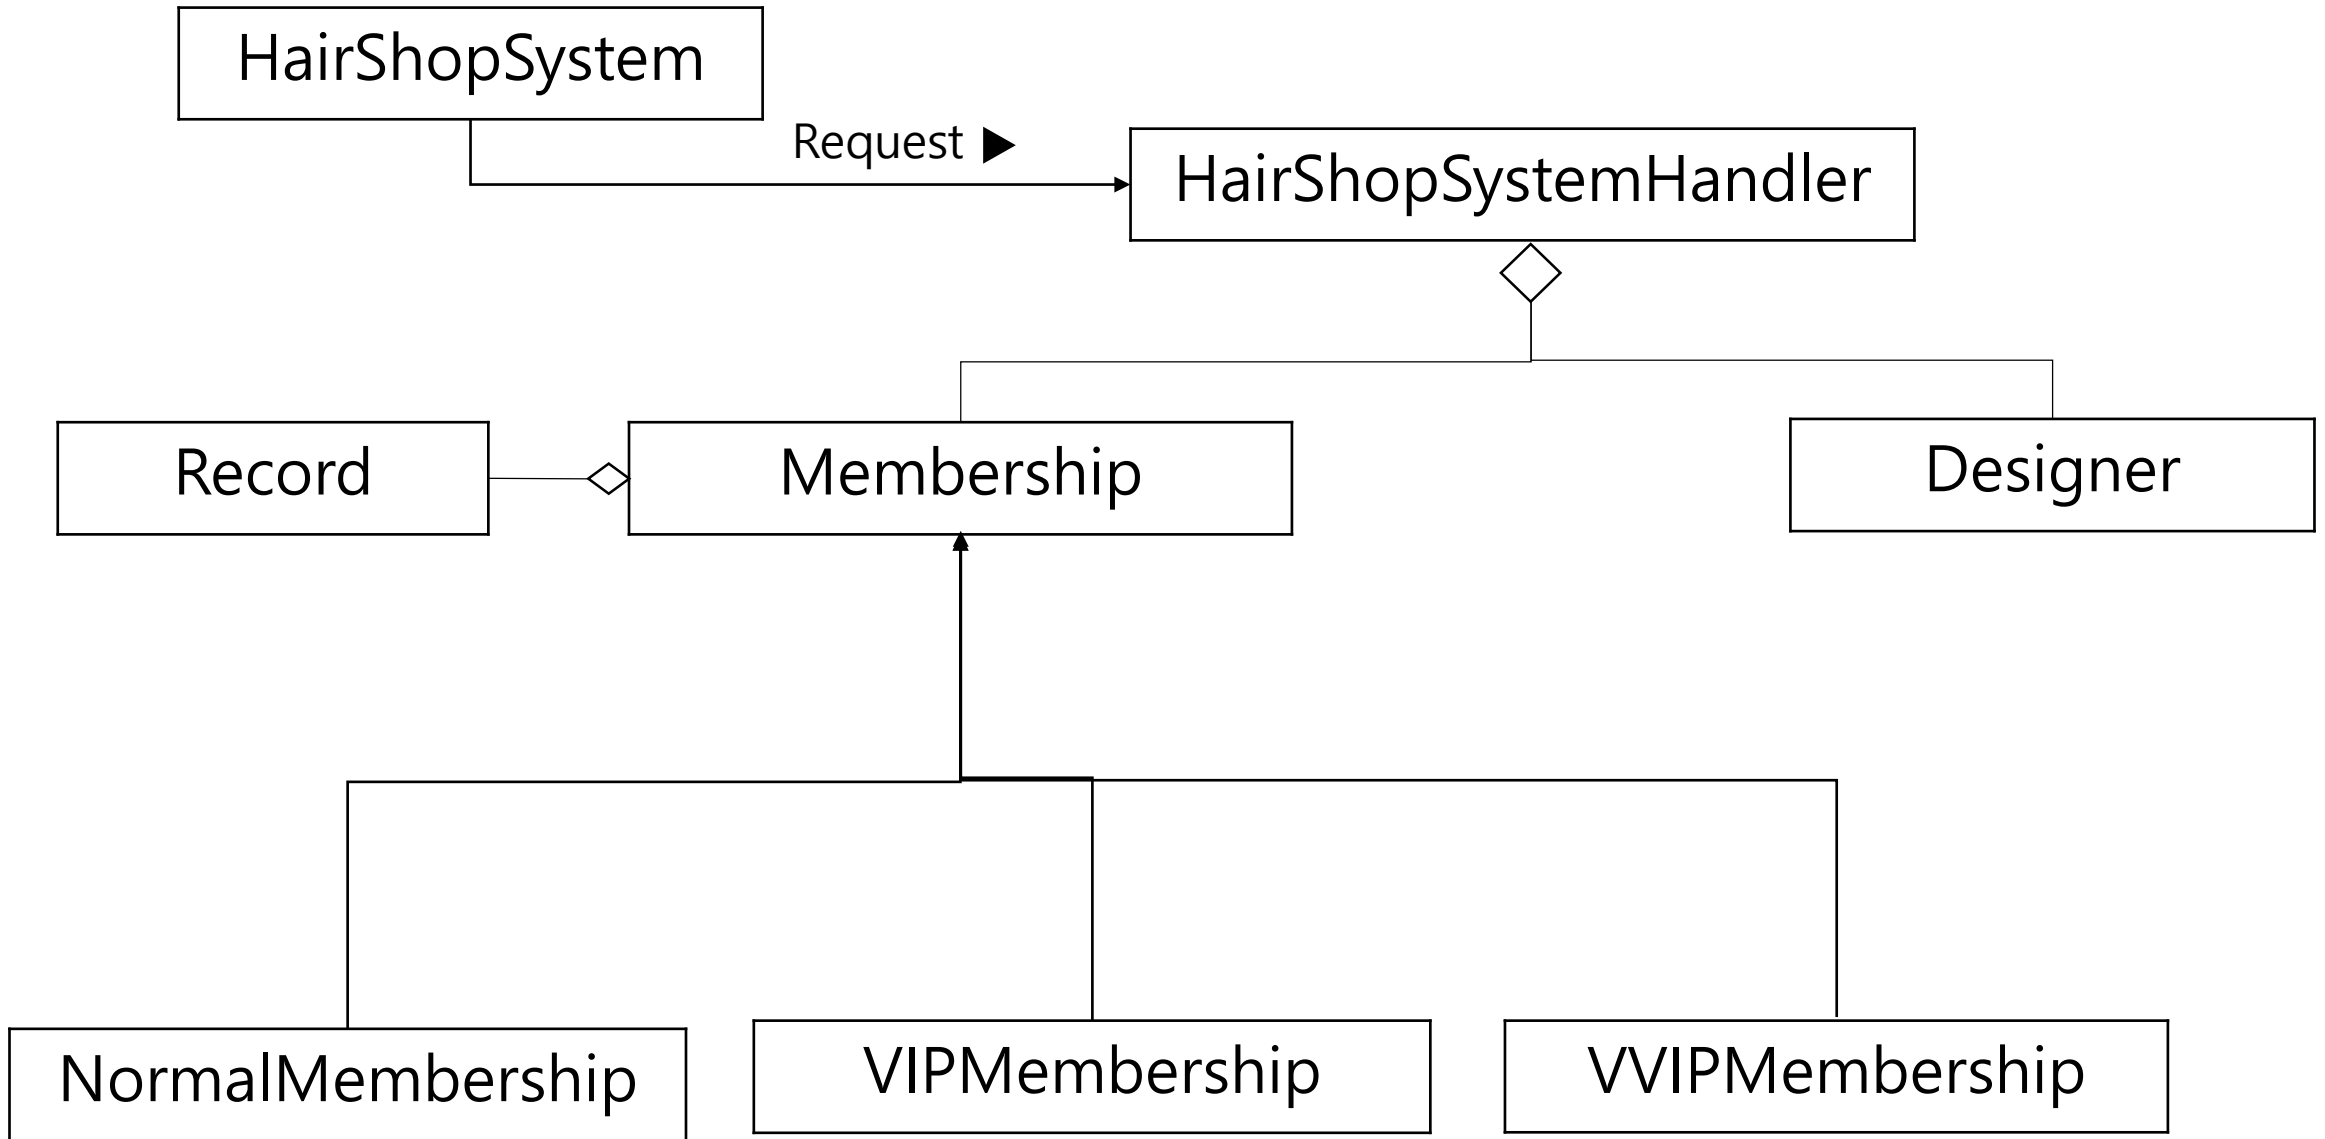 HairShopSystem
Request ▶
HairShopSystemHandler
Record
Membership
Designer
NormalMembership
VIPMembership
VVIPMembership